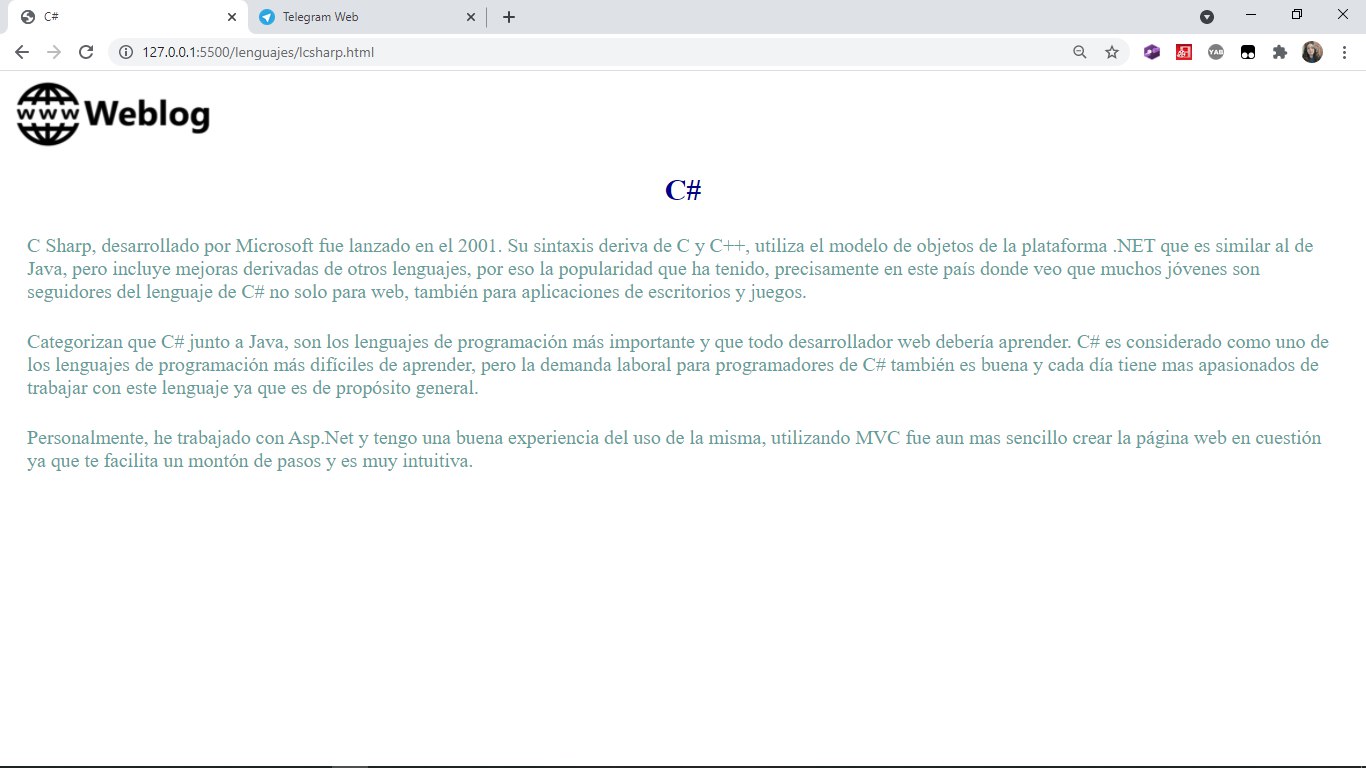 C#
Telegram Web
127.0.0.1:5500/lenguajes/lcsharp.html
YAB
www Weblog
C#
C Sharp, desarrollado por Microsoft fue lanzado en el 2001. Su sintaxis deriva de C y C++, utiliza el modelo de objetos de la plataforma .NET que es similar al de
Java, pero incluye mejoras derivadas de otros lenguajes, por eso la popularidad que ha tenido, precisamente en este país donde veo que muchos jóvenes son
seguidores del lenguaje de C# no solo para web, también para aplicaciones de escritorios y juegos.
Categorizan que C# junto a Java, son los lenguajes de programación más importante y que todo desarrollador web debería aprender. C# es considerado como uno de
los lenguajes de programación más difíciles de aprender, pero la demanda laboral para programadores de C# también es buena y cada día tiene mas apasionados de
trabajar con este lenguaje ya que es de propósito general.
Personalmente, he trabajado con Asp.Net y tengo una buena experiencia del uso de la misma, utilizando MVC fue aun mas sencillo crear la página web en cuestión
ya que te facilita un montón de pasos y es muy intuitiva.